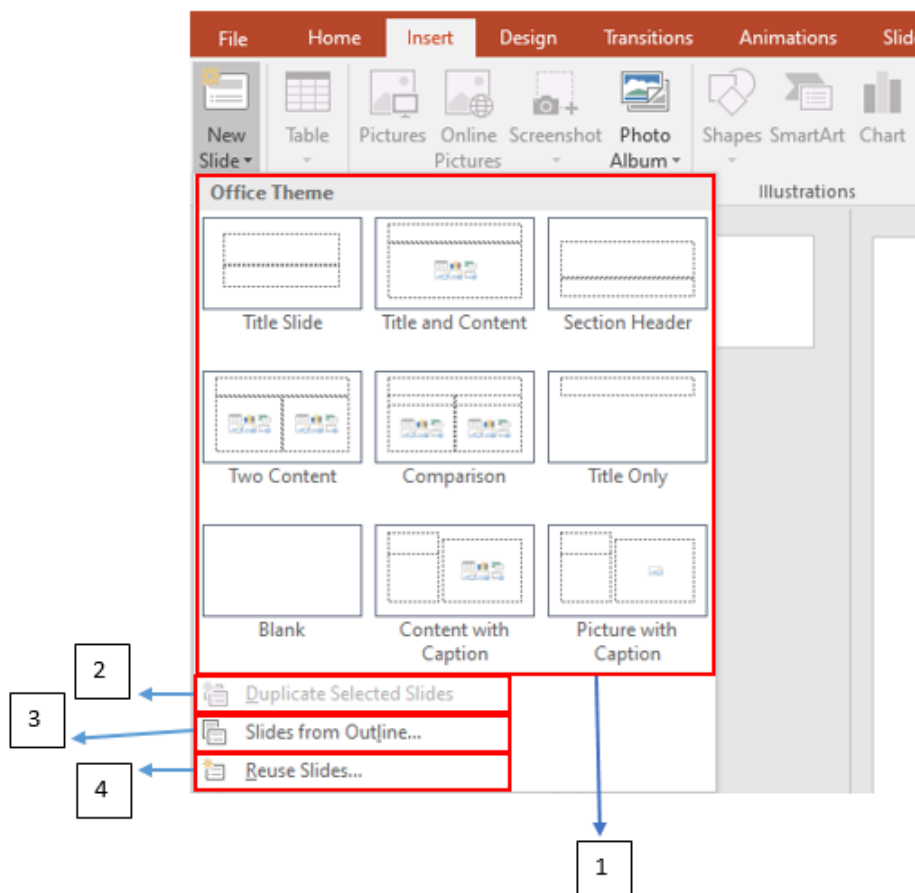 File Home Insert Design Transitions Animations Slid
New Slide Table Pictures Online Pictures Screenshot Photo Album Shapes SmartArt Chart
Illustrations
Office Theme
Title Slide Title and Content Section Header
Two Content Comparison Title Only
Blank Content with Caption Picture with Caption
2
Duplicate Selected Slides
3
Slides from Outline...
4
Reuse Slides...
1